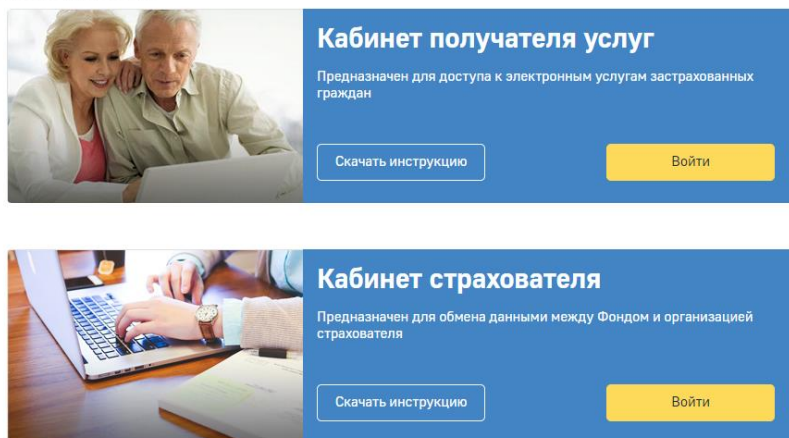 Кабинет получателя услуг
Предназначен для доступа к электронным услугам застрахованных
граждан
Скачать инструкцию
Войти
Кабинет страхователя
Предназначен для обмена данными между Фондом и организацией
страхователя
Скачать инструкцию
Войти